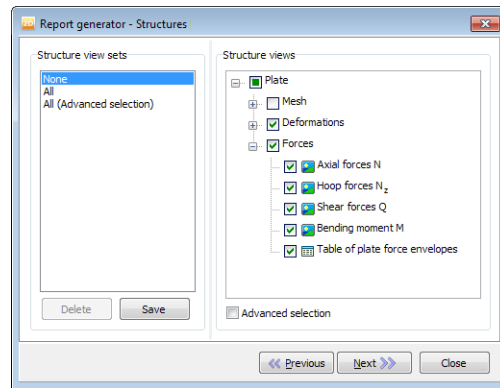 2D Report generator - Structures
Structure view sets
None
All
All (Advanced selection)
Delete
Save
Structure views
Plate
Mesh
Deformations
Forces
Axial forces N
Hoop forces Nz
Shear forces Q
Bending moment M
Table of plate force envelopes
Advanced selection
Previous
Next
Close